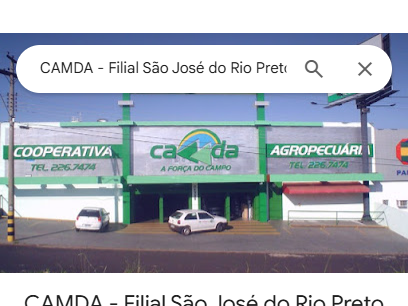 CAMDA - Filial São José do Rio Preto
COOPERATIVA
TEL. 226.7474
camda
A FORÇA DO CAMPO
AGROPECUÁRIA
TEL. 226.7474
CAMDA - Filial São José do Rio Preto